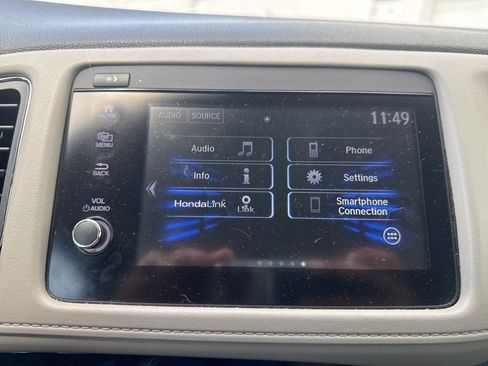 HOME
MENU
BACK
VOL
AUDIO
AUDIO SOURCE
11:49
Audio
Phone
Info
Settings
HondaLink
Link
Smartphone
Connection